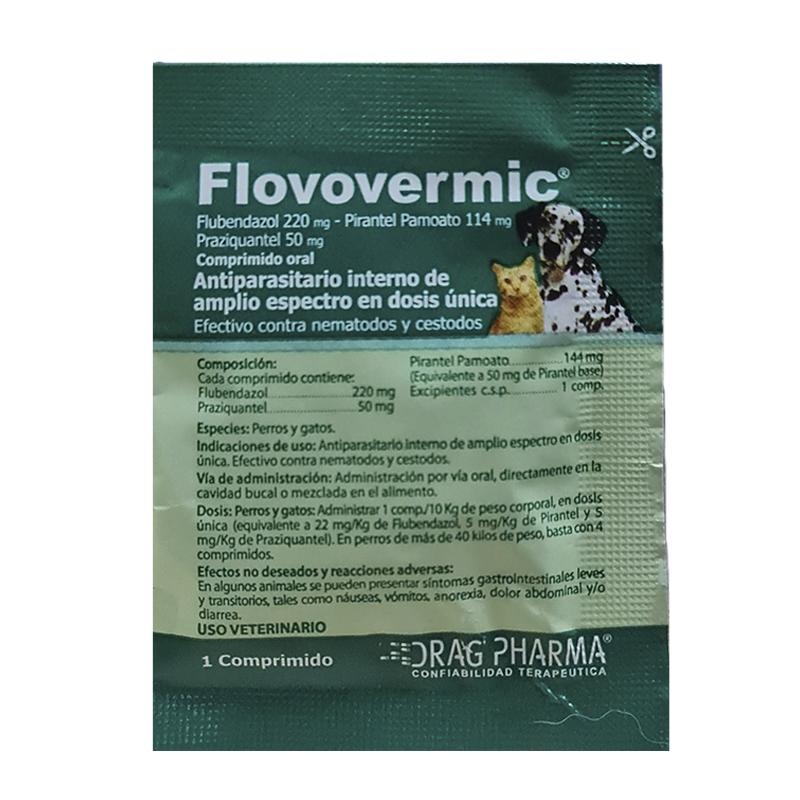 Flovovermic®
Flubendazol 220 mg - Pirantel Pamoato 114 mg
Praziquantel 50 mg
Comprimido oral
Antiparasitario interno de
amplio espectro en dosis única
Efectivo contra nematodos y cestodos
Composición:
Cada comprimido contiene:
Flubendazol 220 mg
Praziquantel 50 mg
Pirantel Pamoato 144 mg
(Equivalente a 50 mg de Pirantel base)
Excipientes c.s.p. 1 comp.
Especies: Perros y gatos.
Indicaciones de uso: Antiparasitario interno de amplio espectro en dosis
única. Efectivo contra nematodos y cestodos.
Vía de administración: Administración por vía oral, directamente en la
cavidad bucal o mezclada en el alimento.
Dosis: Perros y gatos: Administrar 1 comp./10 Kg de peso corporal, en dosis
única (equivalente a 22 mg/Kg de Flubendazol, 5 mg/Kg de Pirantel y 5
mg/Kg de Praziquantel). En perros de más de 40 kilos de peso, basta con 4
comprimidos.
Efectos no deseados y reacciones adversas:
En algunos animales se pueden presentar síntomas gastrointestinales leves
y transitorios, tales como náuseas, vómitos, anorexia, dolor abdominal y/o
diarrea.
USO VETERINARIO
1 Comprimido
DRAG PHARMA®
CONFIABILIDAD TERAPEUTICA